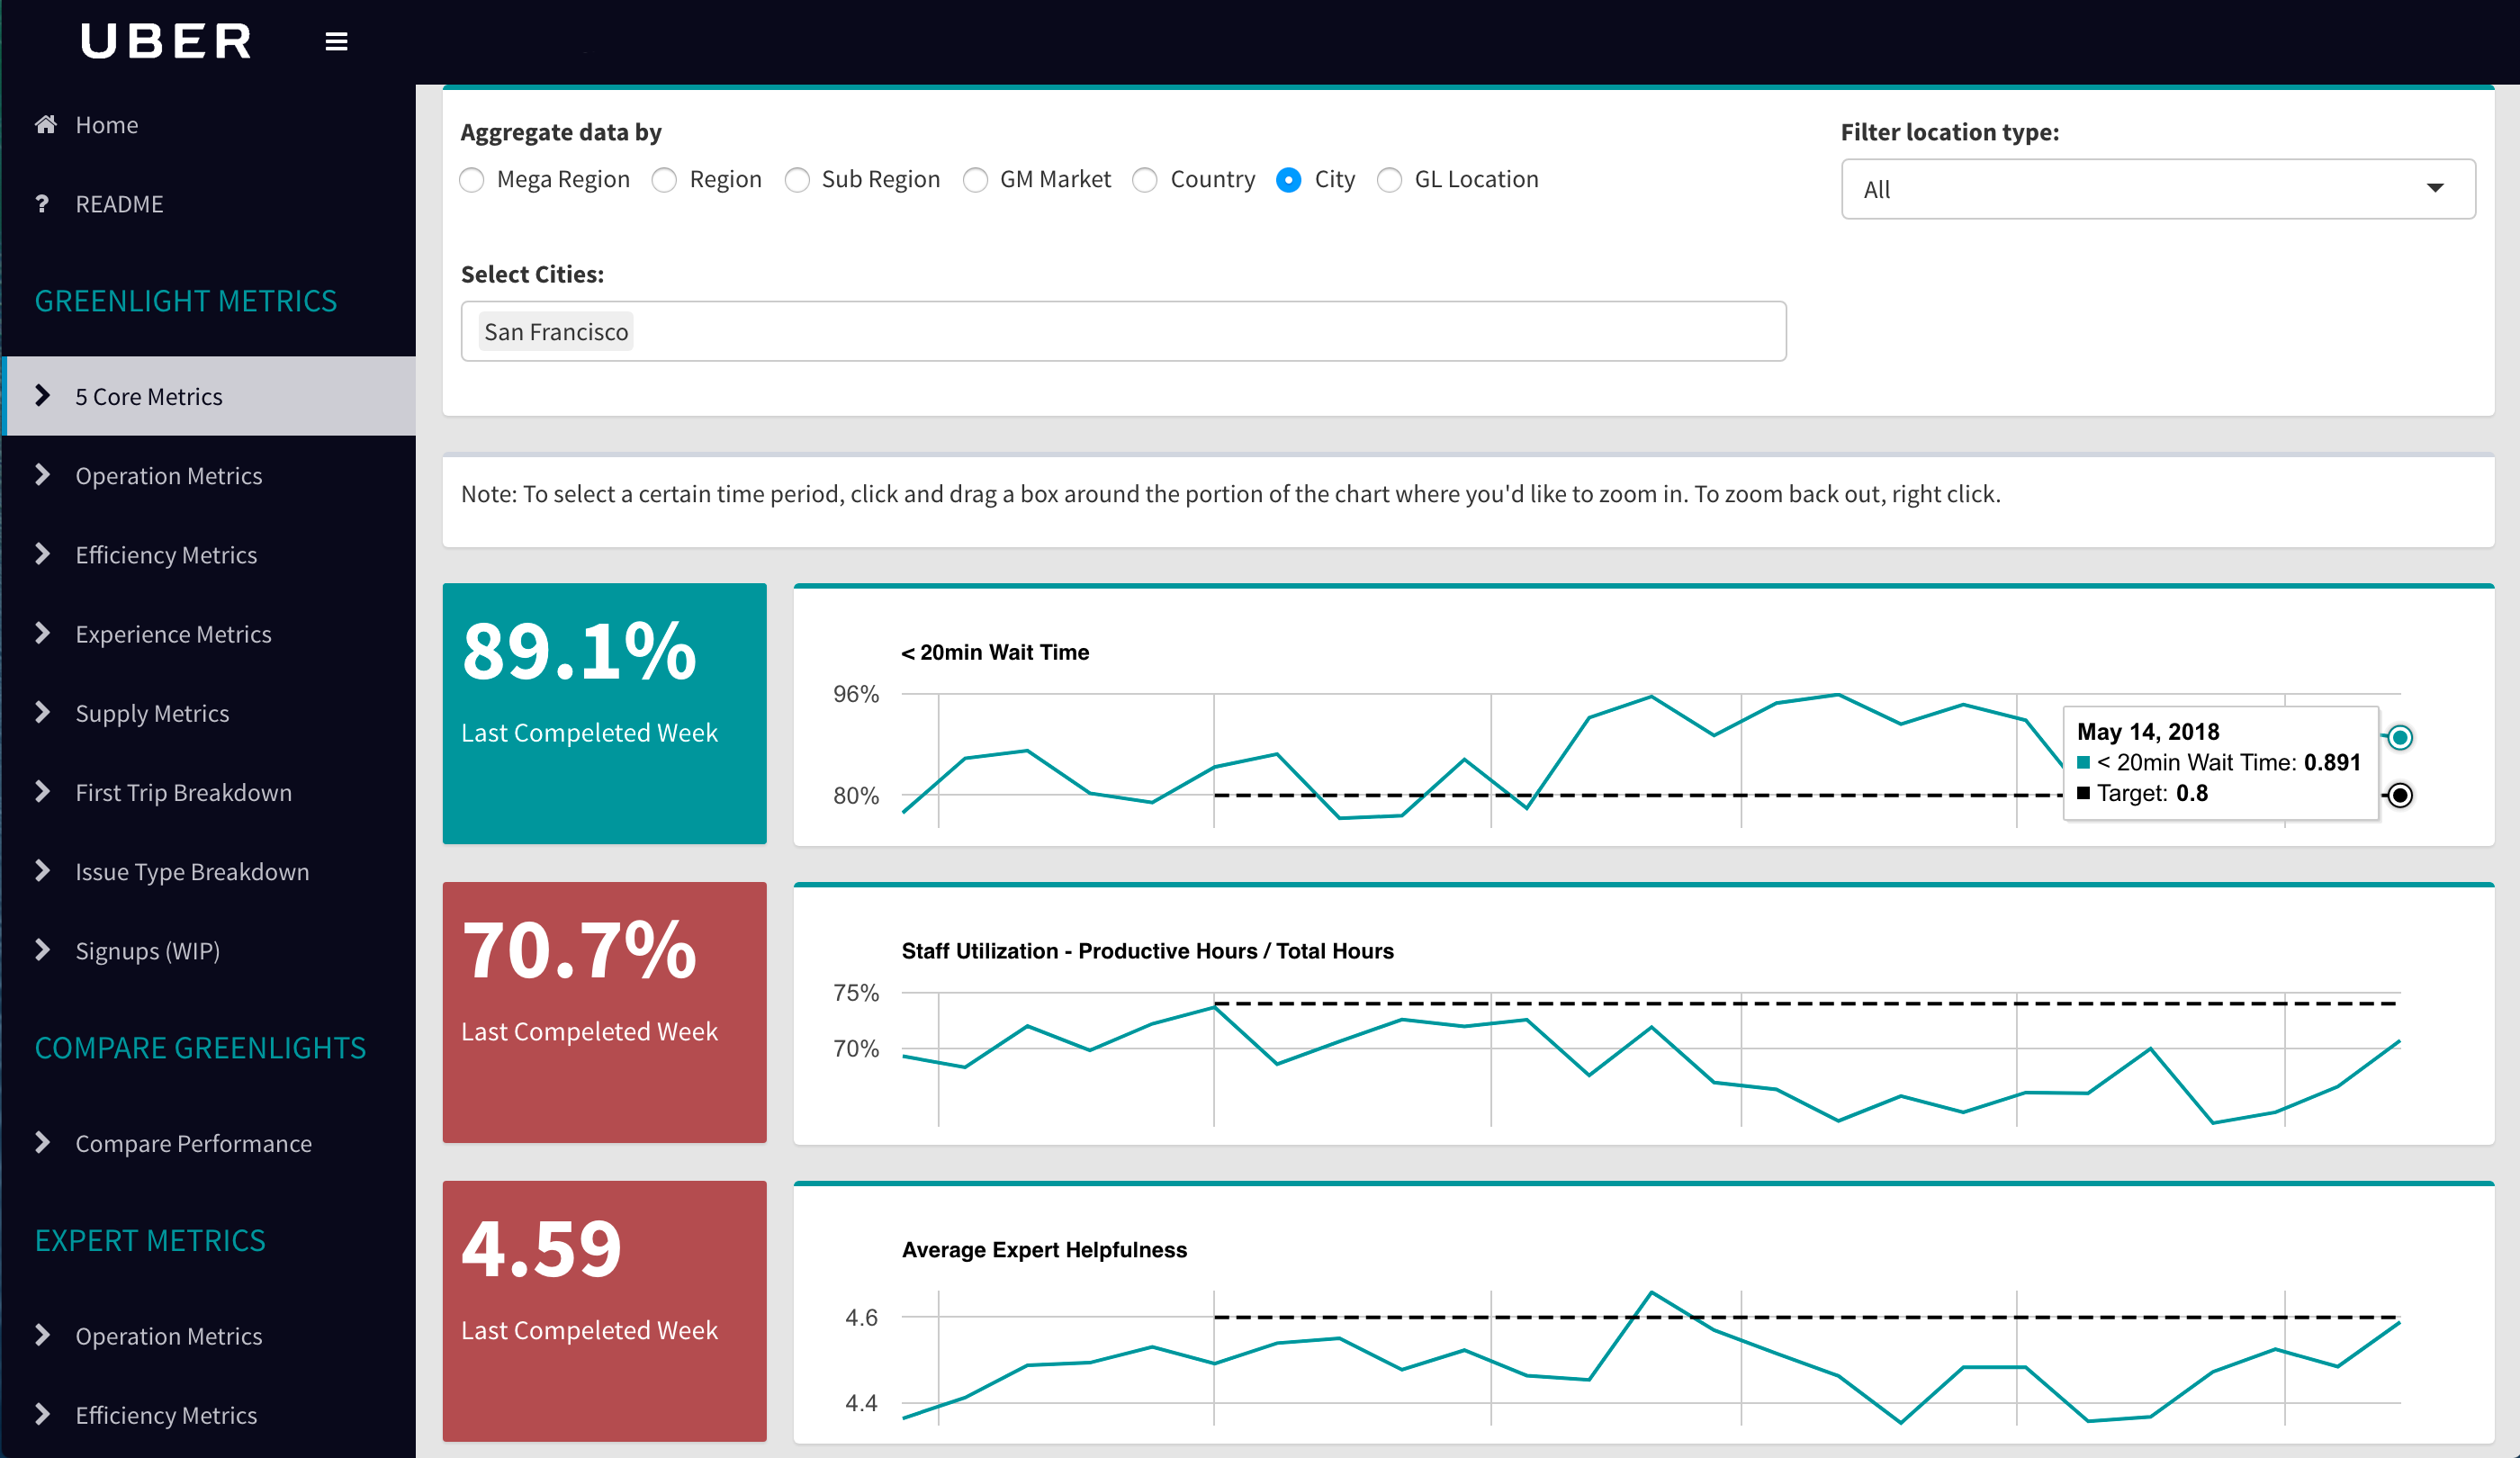 UBER
Home
README
GREENLIGHT METRICS
5 Core Metrics
Operation Metrics
Efficiency Metrics
Experience Metrics
Supply Metrics
First Trip Breakdown
Issue Type Breakdown
Signups (WIP)
COMPARE GREENLIGHTS
Compare Performance
EXPERT METRICS
Operation Metrics
Efficiency Metrics
Aggregate data by
Mega Region Region Sub Region GM Market Country City GL Location
Filter location type:
All
Select Cities:
San Francisco
Note: To select a certain time period, click and drag a box around the portion of the chart where you'd like to zoom in. To zoom back out, right click.
89.1%
Last Compeleted Week
< 20min Wait Time
96%
80%
May 14, 2018
< 20min Wait Time: 0.891
Target: 0.8
70.7%
Last Compeleted Week
Staff Utilization - Productive Hours / Total Hours
75%
70%
4.59
Last Compeleted Week
Average Expert Helpfulness
4.6
4.4